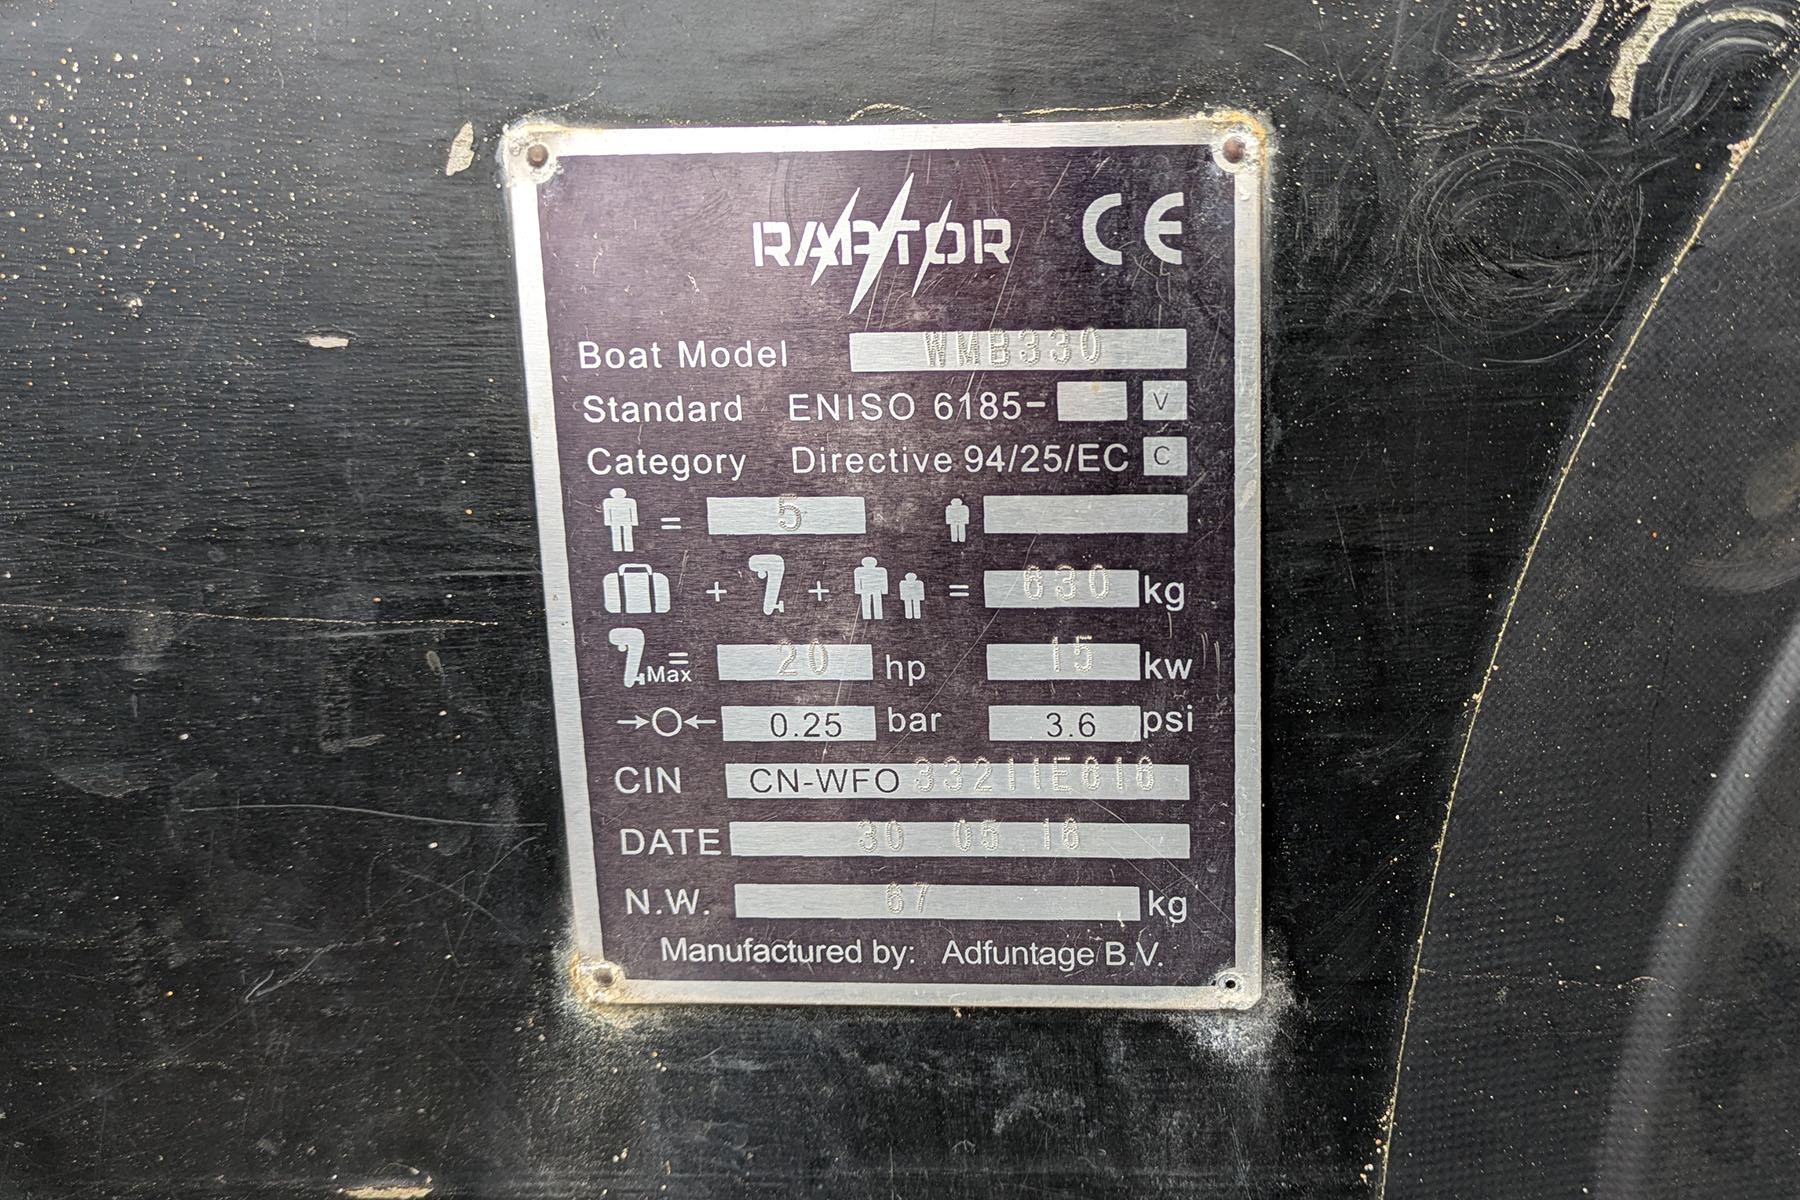 RAPTOR CE
Boat Model WMB330
Standard ENISO 6185- V
Category Directive 94/25/EC C
= 5
+ + = 630 kg
Max = 20 hp 15 kw
0.25 bar 3.6 psi
CIN CN-WFO 33211E616
DATE 30 05 16
N.W. 67 kg
Manufactured by: Adfuntage B.V.